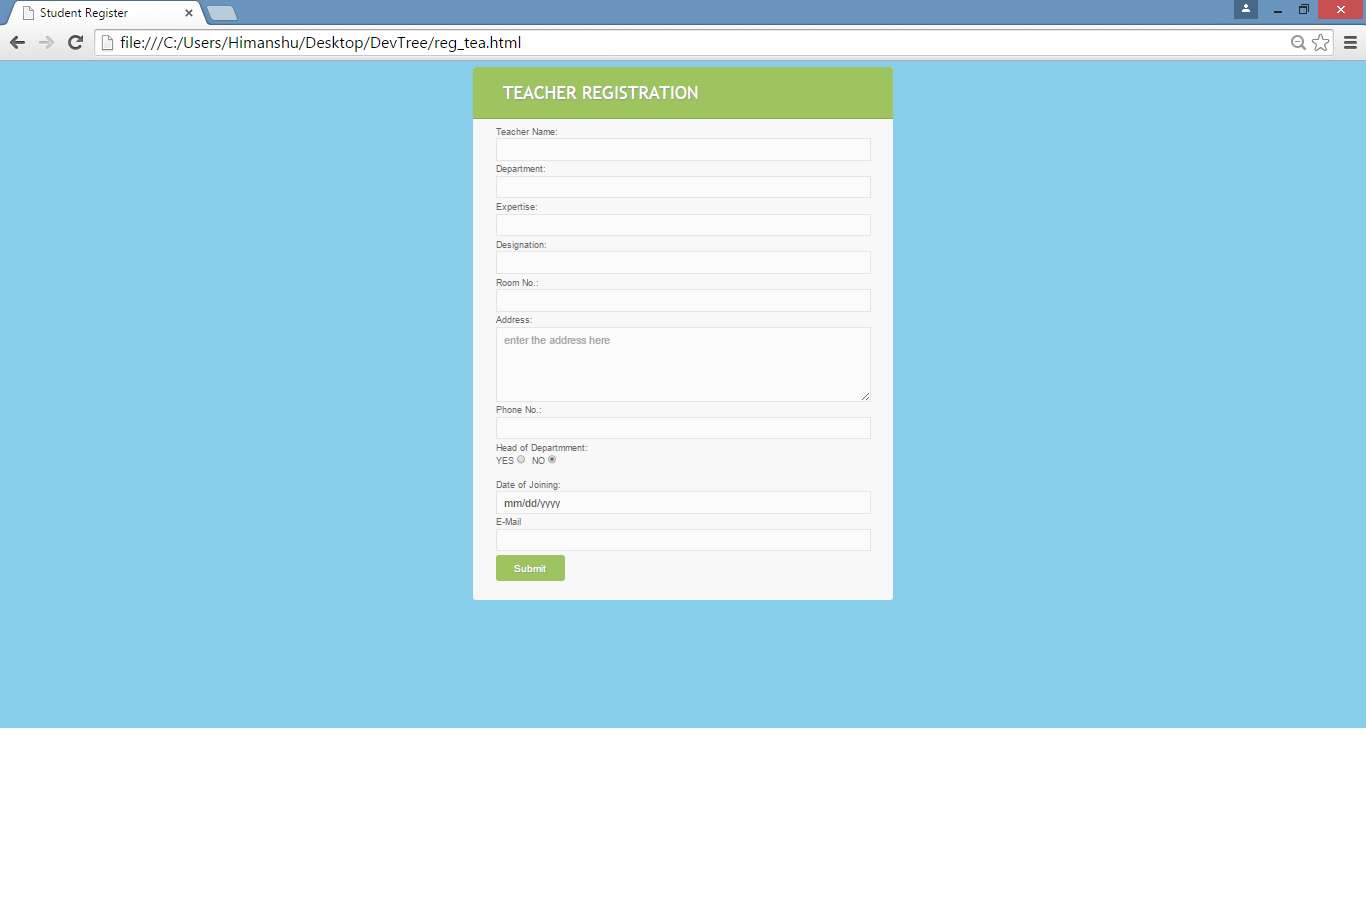 Student Register
file:///C:/Users/Himanshu/Desktop/DevTree/reg_tea.html
TEACHER REGISTRATION
Teacher Name:
Department:
Expertise:
Designation:
Room No.:
Address:
enter the address here
Phone No.:
Head of Departmment:
YES NO
Date of Joining:
mm/dd/yyyy
E-Mail
Submit